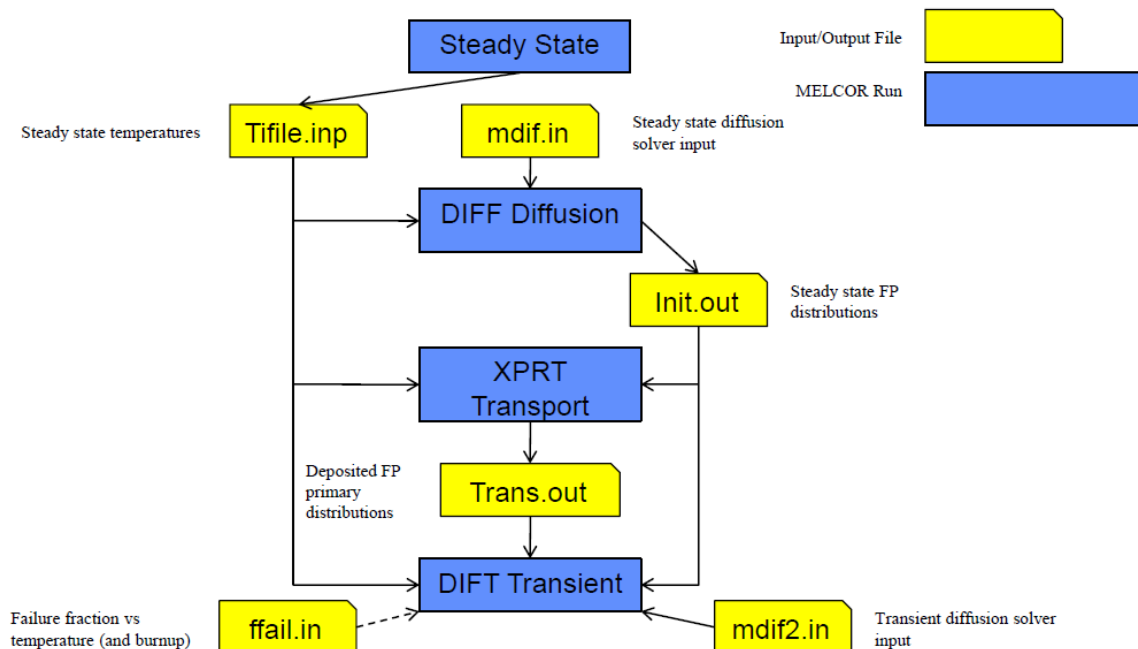 Steady State
Input/Output File
MELCOR Run
Steady state temperatures
Tifile.inp
mdif.in
Steady state diffusion
solver input
DIFF Diffusion
Init.out
Steady state FP
distributions
XPRT
Transport
Deposited FP
primary
distributions
Trans.out
DIFT Transient
Failure fraction vs
temperature (and burnup)
ffail.in
mdif2.in
Transient diffusion solver
input